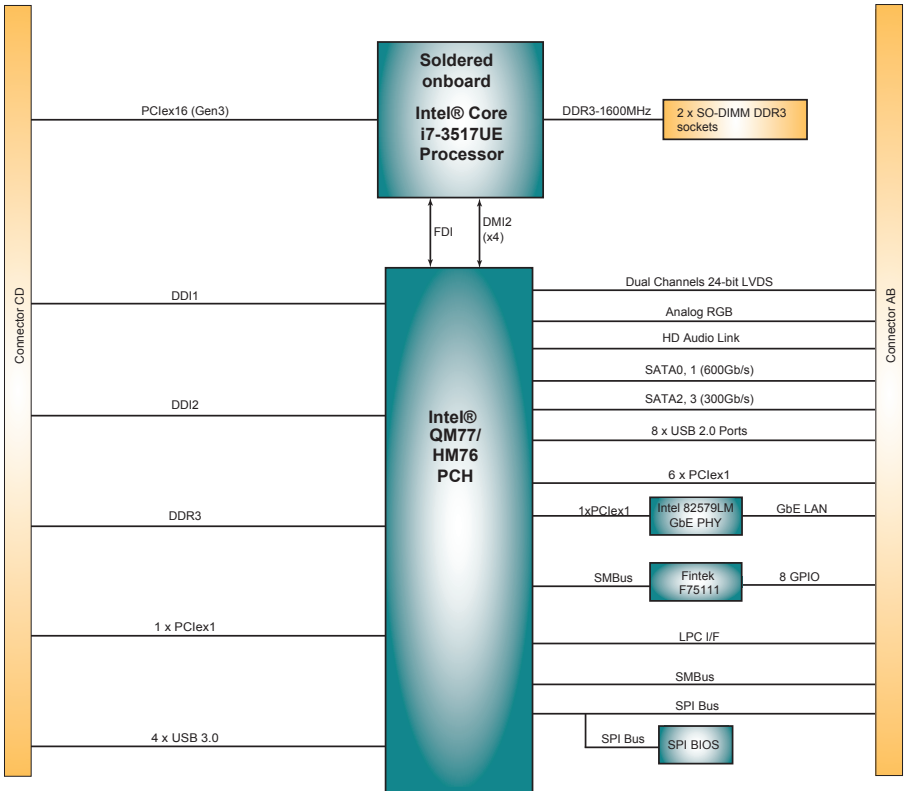 Soldered
onboard
Intel® Core
i7-3517UE
Processor
PCIex16 (Gen3)
DDR3-1600MHz
2 x SO-DIMM DDR3
sockets
FDI
DMI2
(x4)
Connector CD
Connector AB
DDI1
DDI2
DDR3
1 x PCIex1
4 x USB 3.0
Intel®
QM77/
HM76
PCH
Dual Channels 24-bit LVDS
Analog RGB
HD Audio Link
SATA0, 1 (600Gb/s)
SATA2, 3 (300Gb/s)
8 x USB 2.0 Ports
6 x PCIex1
1xPCIex1
Intel 82579LM
GbE PHY
GbE LAN
SMBus
Fintek
F75111
8 GPIO
LPC I/F
SMBus
SPI Bus
SPI Bus
SPI BIOS